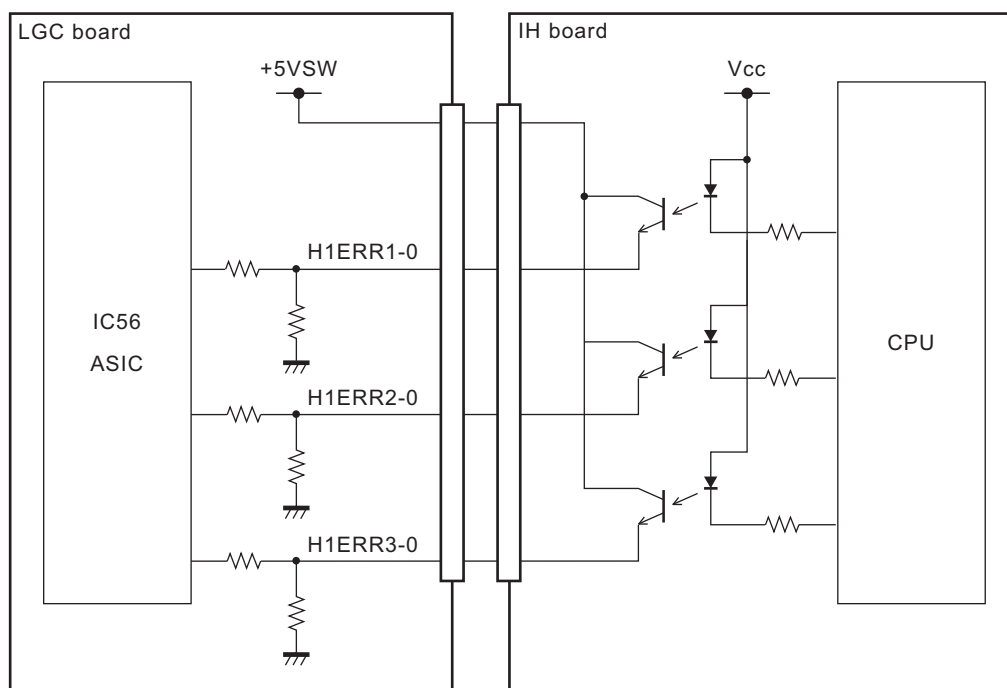 LGC board
IH board
+5VSW
Vcc
H1ERR1-0
IC56
ASIC
CPU
H1ERR2-0
H1ERR3-0